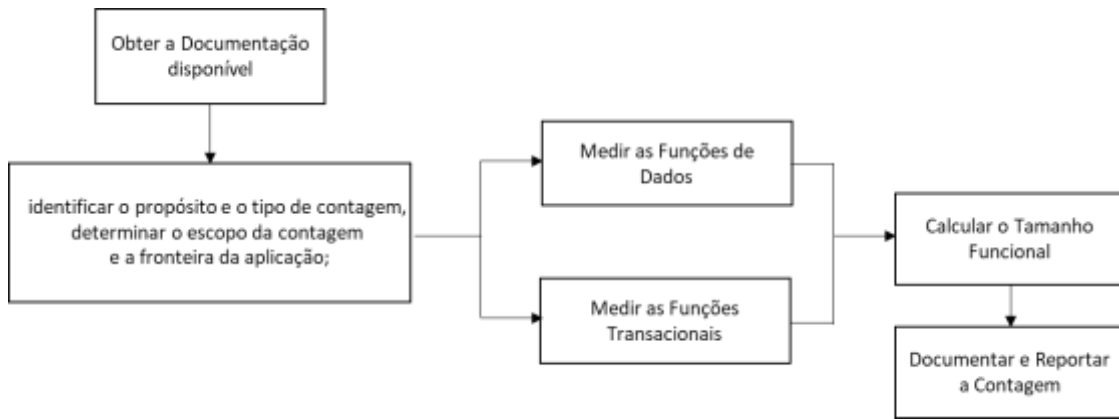 Obter a Documentação
disponível
identificar o propósito e o tipo de contagem,
determinar o escopo da contagem
e a fronteira da aplicação;
Medir as Funções de
Dados
Medir as Funções
Transacionais
Calcular o Tamanho
Funcional
Documentar e Reportar
a Contagem